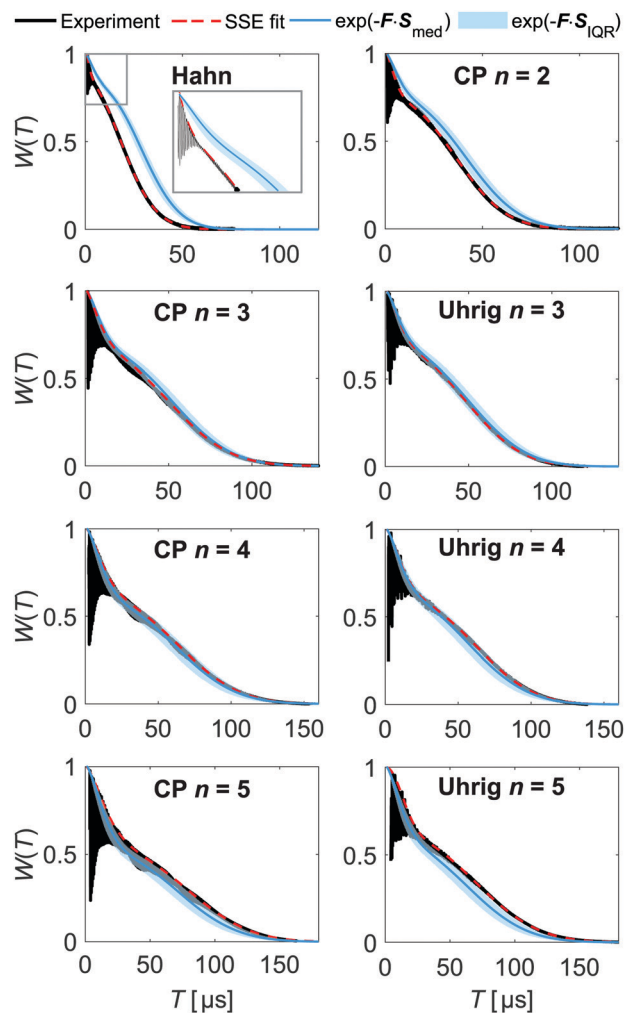 Experiment SSE fit exp(-F·S_med) exp(-F·S_IQR)
Hahn
W(T)
1
0.5
0
0 50 100
CP n = 2
1
0.5
0
0 50 100
CP n = 3
W(T)
1
0.5
0
0 50 100
Uhrig n = 3
1
0.5
0
0 50 100
CP n = 4
W(T)
1
0.5
0
0 50 100 150
Uhrig n = 4
1
0.5
0
0 50 100 150
CP n = 5
W(T)
1
0.5
0
0 50 100 150
T [µs]
Uhrig n = 5
1
0.5
0
0 50 100 150
T [µs]